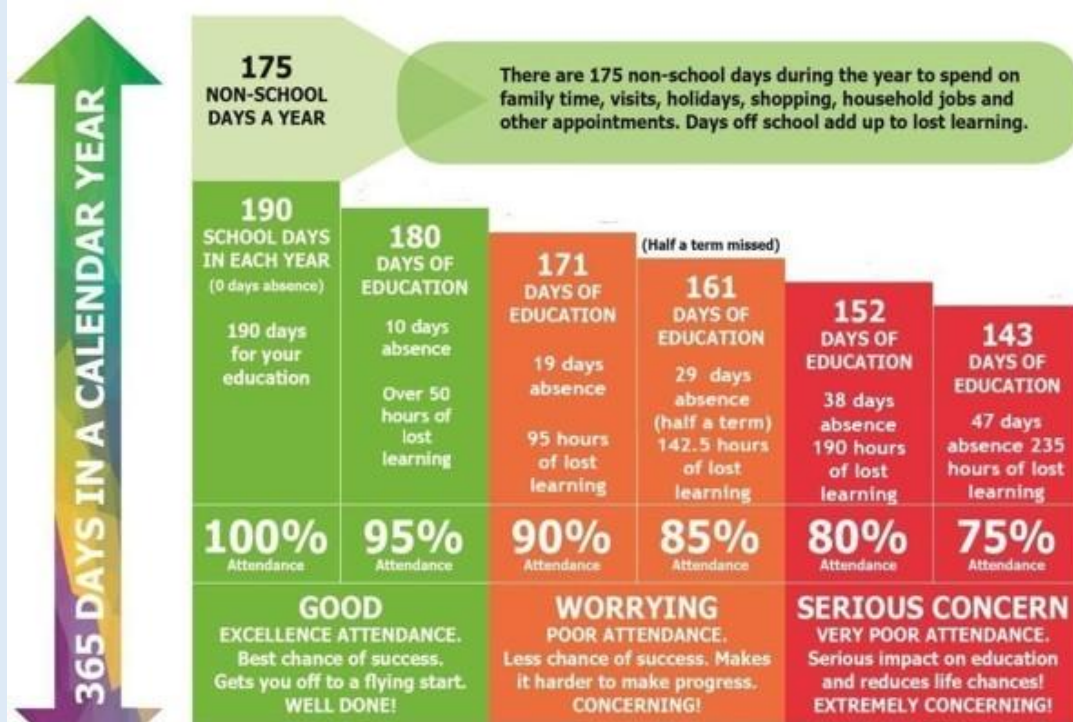 365 DAYS IN A CALENDAR YEAR
175
NON-SCHOOL
DAYS A YEAR
There are 175 non-school days during the year to spend on
family time, visits, holidays, shopping, household jobs and
other appointments. Days off school add up to lost learning.
190
SCHOOL DAYS
IN EACH YEAR
(0 days absence)
190 days
for your
education
180
DAYS OF
EDUCATION
10 days
absence
Over 50
hours of
lost
learning
171
DAYS OF
EDUCATION
19 days
absence
95 hours
of lost
learning
(Half a term missed)
161
DAYS OF
EDUCATION
29 days
absence
(half a term)
142.5 hours
of lost
learning
152
DAYS OF
EDUCATION
38 days
absence
190 hours
of lost
learning
143
DAYS OF
EDUCATION
47 days
absence 235
hours of lost
learning
100%
Attendance
95%
Attendance
90%
Attendance
85%
Attendance
80%
Attendance
75%
Attendance
GOOD
EXCELLENCE ATTENDANCE.
Best chance of success.
Gets you off to a flying start.
WELL DONE!
WORRYING
POOR ATTENDANCE.
Less chance of success. Makes
it harder to make progress.
CONCERNING!
SERIOUS CONCERN
VERY POOR ATTENDANCE.
Serious impact on education
and reduces life chances!
EXTREMELY CONCERNING!